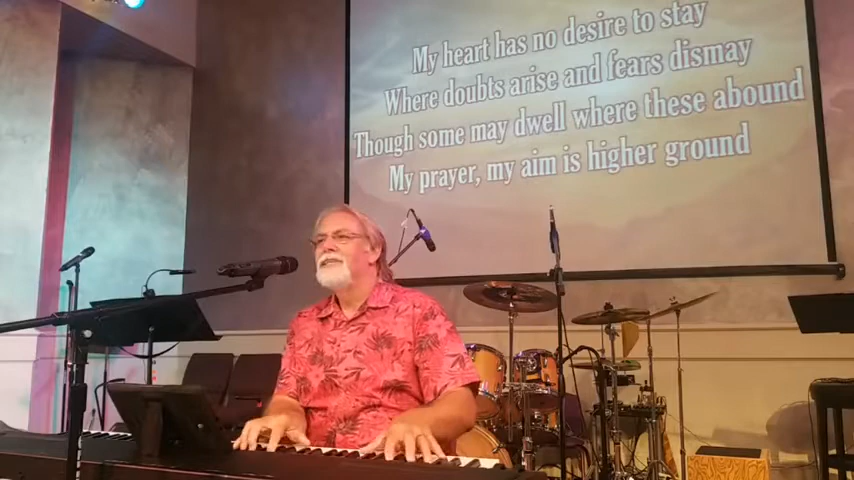 My heart has no desire to stay
Where doubts arise and fears dismay
Though some may dwell where these abound
My prayer, my aim is higher ground